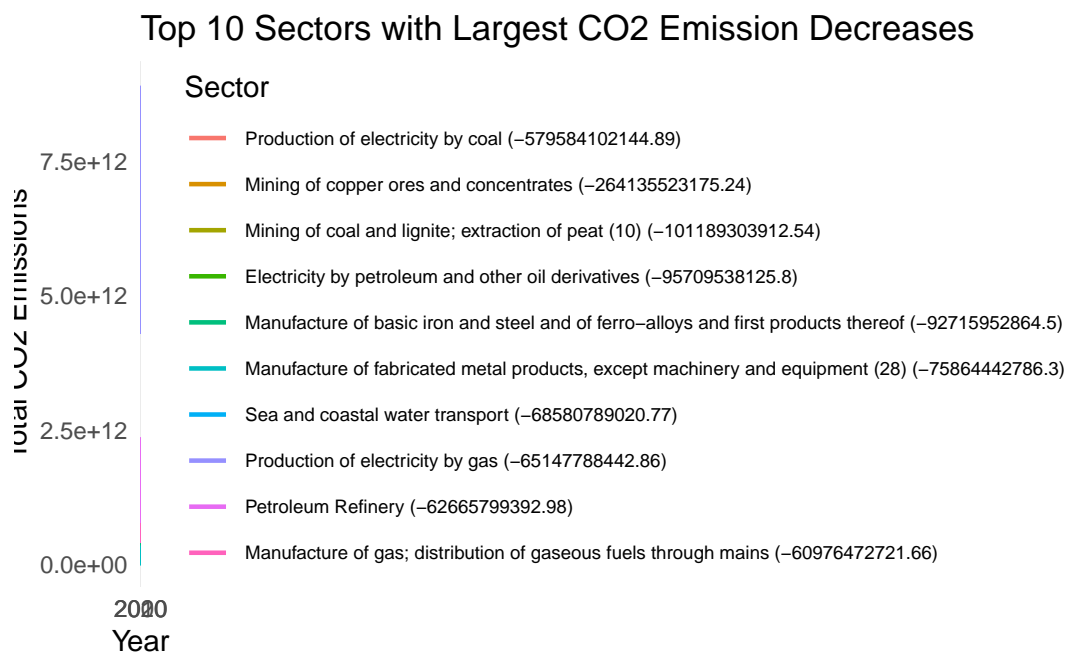 Top 10 Sectors with Largest CO2 Emission Decreases
Sector
Production of electricity by coal (−579584102144.89)
Mining of copper ores and concentrates (−264135523175.24)
Mining of coal and lignite; extraction of peat (10) (−101189303912.54)
Electricity by petroleum and other oil derivatives (−95709538125.8)
Manufacture of basic iron and steel and of ferro−alloys and first products thereof (−92715952864.5)
Manufacture of fabricated metal products, except machinery and equipment (28) (−75864442786.3)
Sea and coastal water transport (−68580789020.77)
Production of electricity by gas (−65147788442.86)
Petroleum Refinery (−62665799392.98)
Manufacture of gas; distribution of gaseous fuels through mains (−60976472721.66)
Total CO2 Emissions
7.5e+12
5.0e+12
2.5e+12
0.0e+00
Year